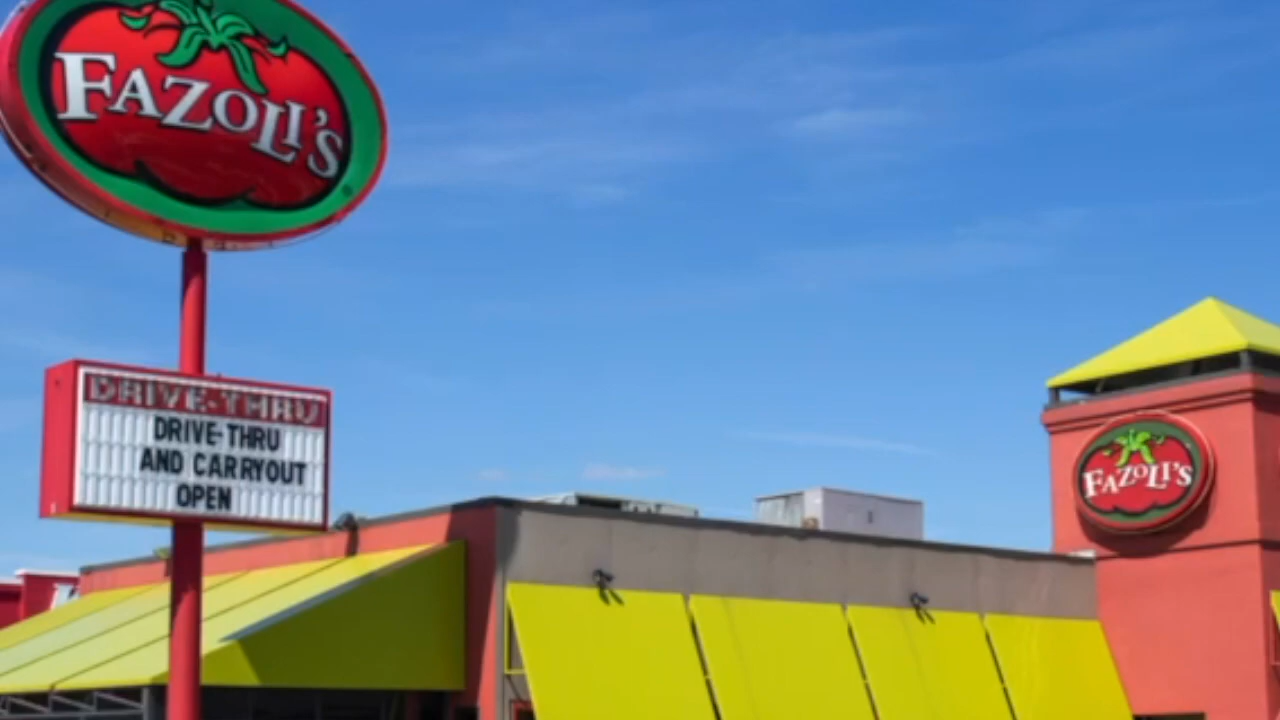 FAZOLI'S
DRIVE-THRU
DRIVE-THRU
AND CARRYOUT
OPEN
FAZOLI'S